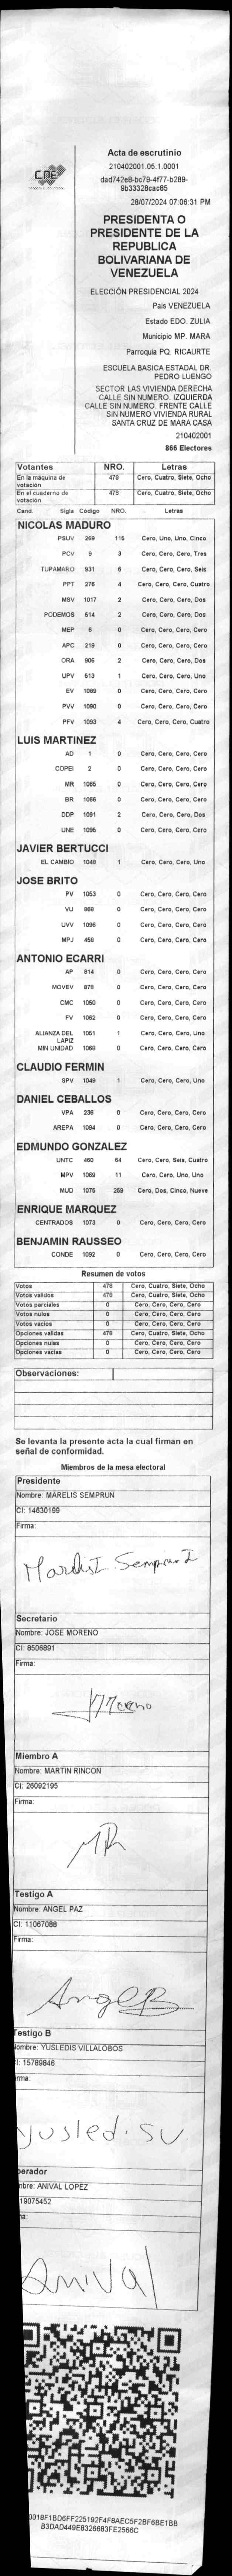 CNE
Acta de escrutinio
210402001.05.1.0001
dad742e8-bc79-4f77-b289-
9b33328cac85
28/07/2024 07:06:31 PM
PRESIDENTA O
PRESIDENTE DE LA
REPUBLICA
BOLIVARIANA DE
VENEZUELA
ELECCIÓN PRESIDENCIAL 2024
Pais VENEZUELA
Estado EDO. ZULIA
Municipio MP. MARA
Parroquia PQ. RICAURTE
ESCUELA BASICA ESTADAL DR.
PEDRO LUENGO
SECTOR LAS VIVIENDA DERECHA
CALLE SIN NUMERO. IZQUIERDA
CALLE SIN NUMERO. FRENTE CALLE
SIN NUMERO VIVIENDA RURAL
SANTA CRUZ DE MARA CASA
210402001
866 Electores
Votantes NRO. Letras
En la máquina de votación 478 Cero, Cuatro, Siete, Ocho
En el cuaderno de votación 478 Cero, Cuatro, Siete, Ocho
Cand. Sigla Código NRO. Letras
NICOLAS MADURO
PSUV 269 115 Cero, Uno, Uno, Cinco
PCV 9 3 Cero, Cero, Cero, Tres
TUPAMARO 931 6 Cero, Cero, Cero, Seis
PPT 276 4 Cero, Cero, Cero, Cuatro
MSV 1017 2 Cero, Cero, Cero, Dos
PODEMOS 514 2 Cero, Cero, Cero, Dos
MEP 6 0 Cero, Cero, Cero, Cero
APC 219 0 Cero, Cero, Cero, Cero
ORA 906 2 Cero, Cero, Cero, Dos
UPV 513 1 Cero, Cero, Cero, Uno
EV 1089 0 Cero, Cero, Cero, Cero
PVV 1090 0 Cero, Cero, Cero, Cero
PFV 1093 4 Cero, Cero, Cero, Cuatro
LUIS MARTINEZ
AD 1 0 Cero, Cero, Cero, Cero
COPEI 2 0 Cero, Cero, Cero, Cero
MR 1065 0 Cero, Cero, Cero, Cero
BR 1066 0 Cero, Cero, Cero, Cero
DDP 1091 2 Cero, Cero, Cero, Dos
UNE 1095 0 Cero, Cero, Cero, Cero
JAVIER BERTUCCI
EL CAMBIO 1048 1 Cero, Cero, Cero, Uno
JOSE BRITO
PV 1053 0 Cero, Cero, Cero, Cero
VU 869 0 Cero, Cero, Cero, Cero
UVV 1096 0 Cero, Cero, Cero, Cero
MPJ 458 0 Cero, Cero, Cero, Cero
ANTONIO ECARRI
AP 814 0 Cero, Cero, Cero, Cero
MOVEV 878 0 Cero, Cero, Cero, Cero
CMC 1050 0 Cero, Cero, Cero, Cero
FV 1062 0 Cero, Cero, Cero, Cero
ALIANZA DEL LAPIZ 1051 1 Cero, Cero, Cero, Uno
MIN UNIDAD 1068 0 Cero, Cero, Cero, Cero
CLAUDIO FERMIN
SPV 1049 1 Cero, Cero, Cero, Uno
DANIEL CEBALLOS
VPA 236 0 Cero, Cero, Cero, Cero
AREPA 1094 0 Cero, Cero, Cero, Cero
EDMUNDO GONZALEZ
UNTC 460 64 Cero, Cero, Seis, Cuatro
MPV 1069 11 Cero, Cero, Uno, Uno
MUD 1075 259 Cero, Dos, Cinco, Nueve
ENRIQUE MARQUEZ
CENTRADOS 1073 0 Cero, Cero, Cero, Cero
BENJAMIN RAUSSEO
CONDE 1092 0 Cero, Cero, Cero, Cero
Resumen de votos
Votos 478 Cero, Cuatro, Siete, Ocho
Votos validos 478 Cero, Cuatro, Siete, Ocho
Votos parciales 0 Cero, Cero, Cero, Cero
Votos nulos 0 Cero, Cero, Cero, Cero
Votos vacios 0 Cero, Cero, Cero, Cero
Opciones validas 478 Cero, Cuatro, Siete, Ocho
Opciones nulas 0 Cero, Cero, Cero, Cero
Opciones vacias 0 Cero, Cero, Cero, Cero
Observaciones:
Se levanta la presente acta la cual firman en
señal de conformidad.
Miembros de la mesa electoral
Presidente
Nombre: MARELIS SEMPRUN
CI: 14630199
Firma:
Secretario
Nombre: JOSE MORENO
CI: 8506891
Firma:
Miembro A
Nombre: MARTIN RINCON
CI: 26092195
Firma:
MR
Testigo A
Nombre: ANGEL PAZ
CI: 11067088
Firma:
Testigo B
ombre: YUSLEDIS VILLALOBOS
I: 15789846
irma:
yusledisv
perador
mbre: ANIVAL LOPEZ
19075452
na:
Anival
0018F1BD6FF225192F4F8AEC5F2BF6BE1BB
B3DAD449E8326683FE2566C